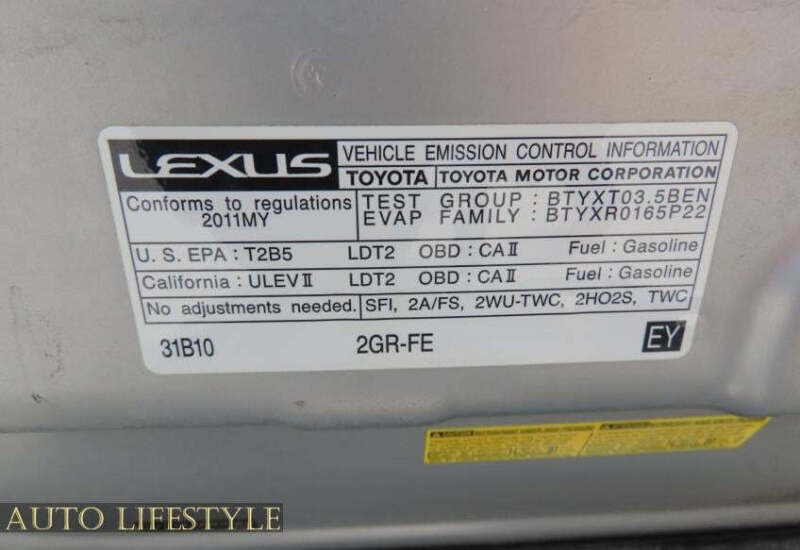 LEXUS
VEHICLE EMISSION CONTROL INFORMATION
TOYOTA TOYOTA MOTOR CORPORATION
Conforms to regulations
2011MY
TEST GROUP : BTYXT03.5BEN
EVAP FAMILY : BTYXR0165P22
U. S. EPA : T2B5 LDT2 OBD : CAⅡ Fuel : Gasoline
California : ULEVⅡ LDT2 OBD : CAⅡ Fuel : Gasoline
No adjustments needed. SFI, 2A/FS, 2WU-TWC, 2HO2S, TWC
31B10 2GR-FE EY
AUTO LIFESTYLE